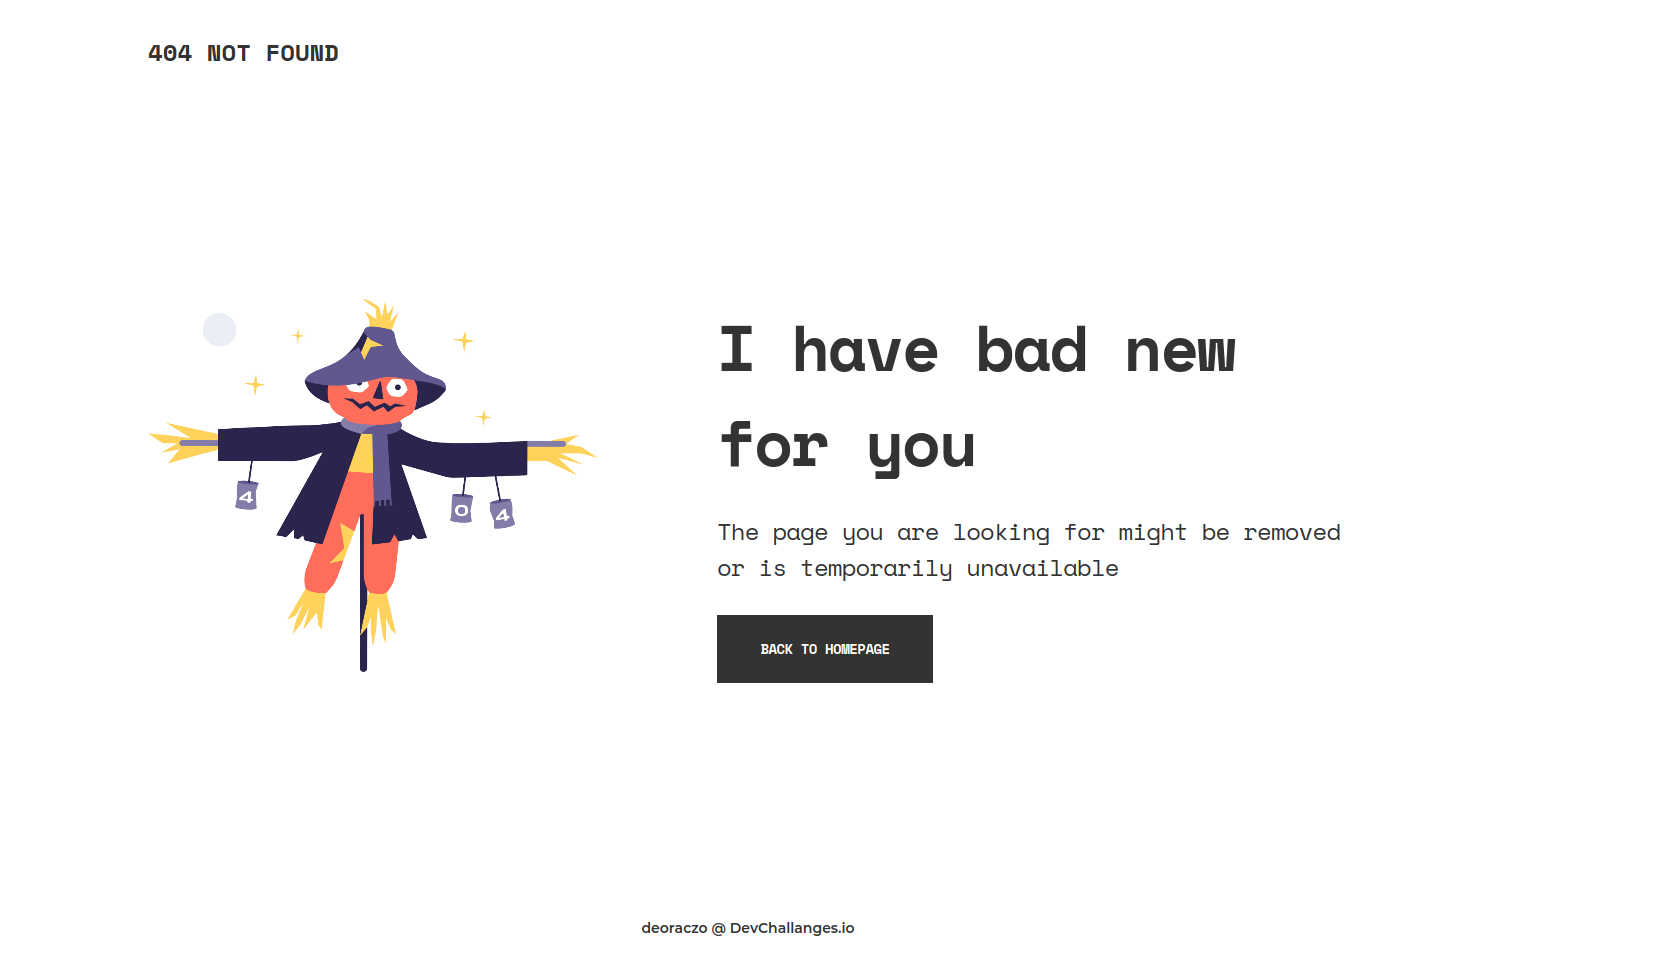 404 NOT FOUND
I have bad new
for you
The page you are looking for might be removed
or is temporarily unavailable
BACK TO HOMEPAGE
4
0
4
deoraczo @ DevChallanges.io